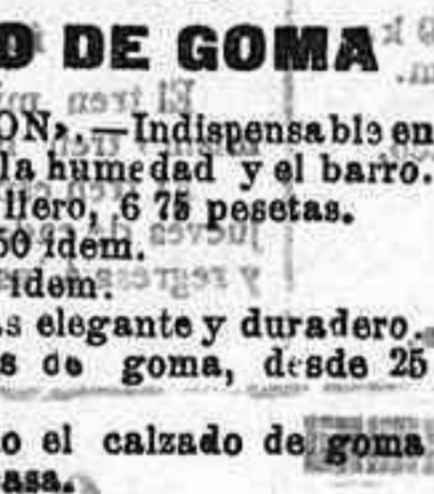 O DE GOMA
ON».—Indispensable en
la humedad y el barro.
llero, 6 75 pesetas.
50 idem.
idem.
s elegante y duradero.
s de goma, desde 25
o el calzado de goma
asa.